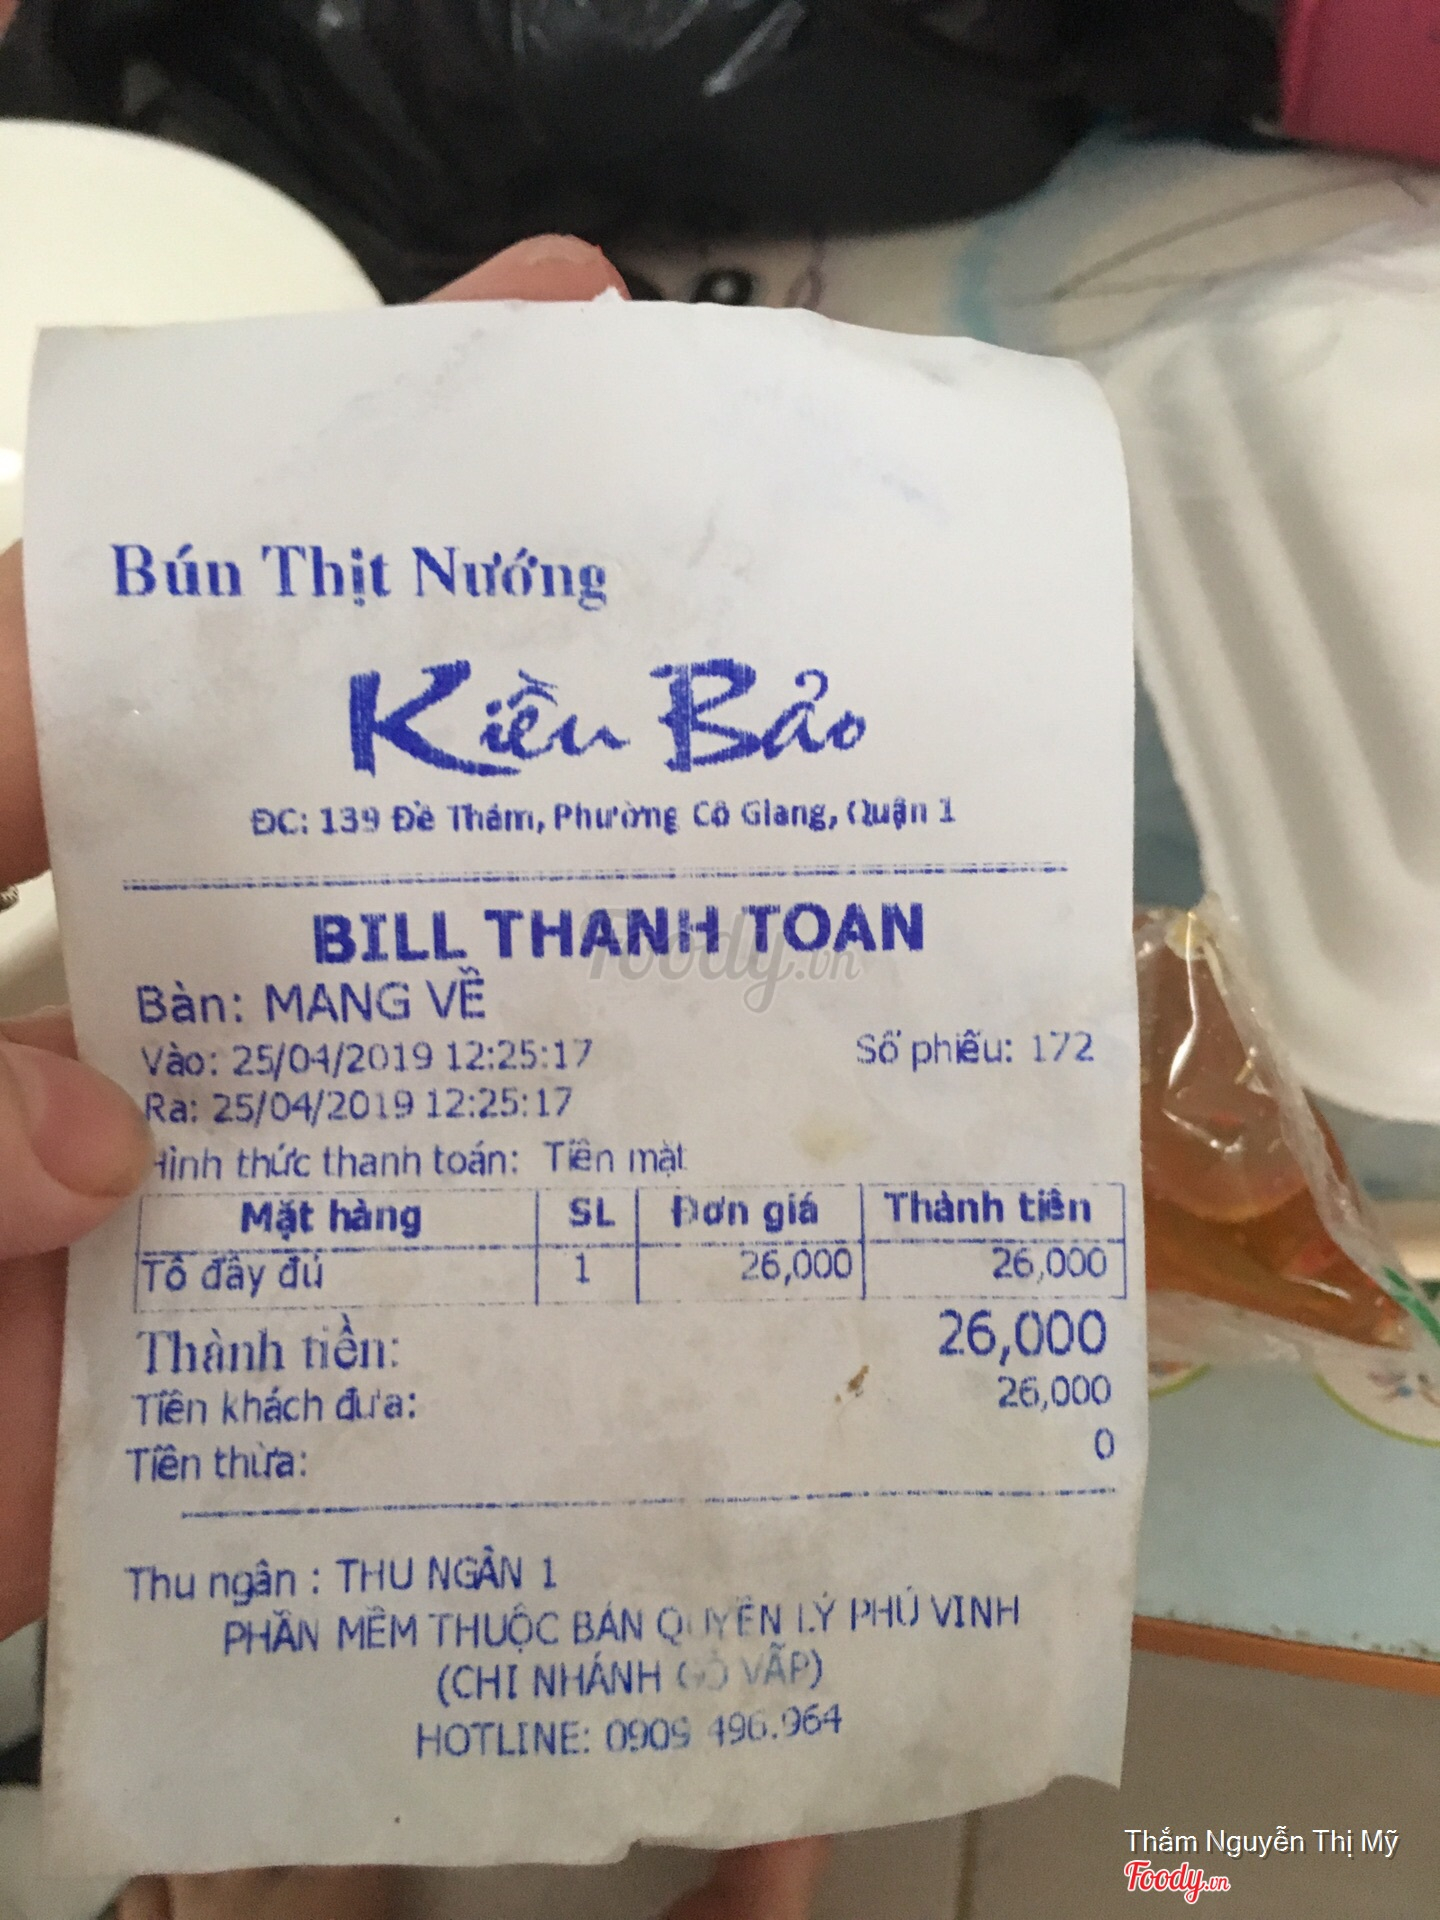 Bún Thịt Nướng
Kiều Bảo
ĐC: 139 Đề Thám, Phường Cô Giang, Quận 1
BILL THANH TOAN
Foody.vn
Bàn: MANG VỀ
Vào: 25/04/2019 12:25:17 Số phiếu: 172
Ra: 25/04/2019 12:25:17
Hình thức thanh toán: Tiền mặt
Mặt hàng SL Đơn giá Thành tiền
Tô đầy đủ 1 26,000 26,000
Thành tiền: 26,000
Tiền khách đưa: 26,000
Tiền thừa: 0
Thu ngân : THU NGÂN 1
PHẦN MỀM THUỘC BẢN QUYỀN LÝ PHÚ VINH
(CHI NHÁNH GÒ VẤP)
HOTLINE: 0909 496.964
Thắm Nguyễn Thị Mỹ
Foody.vn